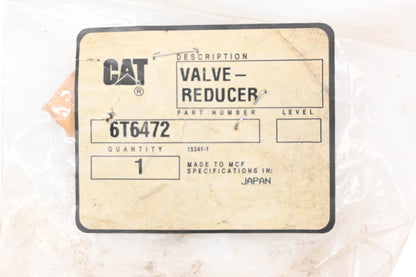 CAT®
DESCRIPTION
VALVE-
REDUCER
PART NUMBER LEVEL
6T6472
QUANTITY 15341-1
1
MADE TO MCF
SPECIFICATIONS IN:
JAPAN